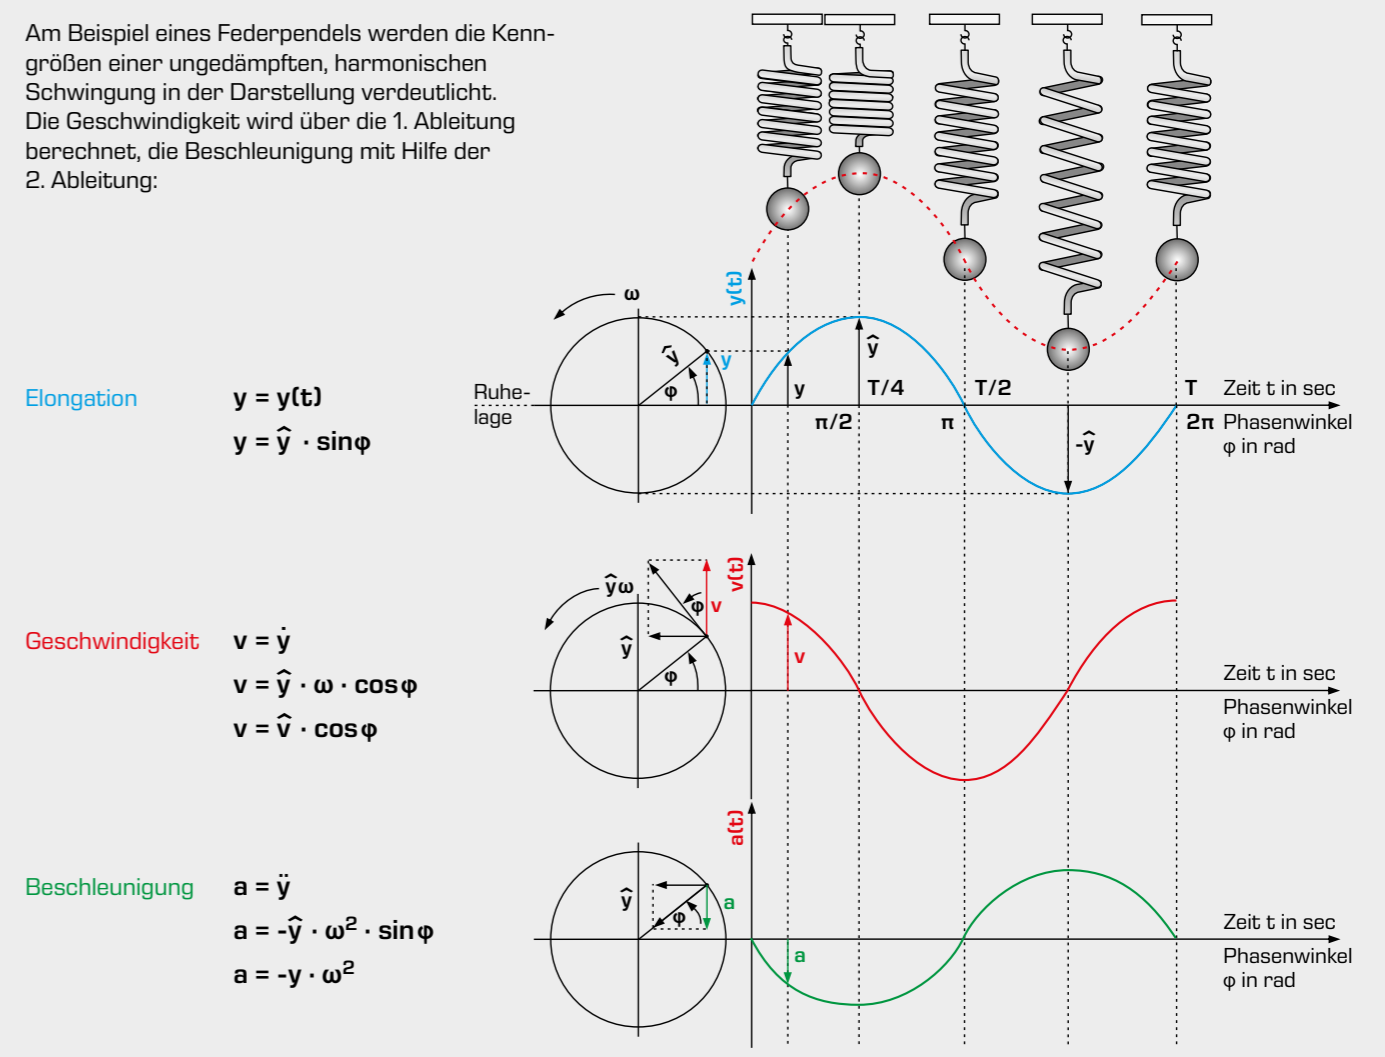 Am Beispiel eines Federpendels werden die Kenn-
größen einer ungedämpften, harmonischen
Schwingung in der Darstellung verdeutlicht.
Die Geschwindigkeit wird über die 1. Ableitung
berechnet, die Beschleunigung mit Hilfe der
2. Ableitung:
ω
y(t)
ŷ
y
φ
ŷ
Elongation
y = y(t)
y = ŷ · sinφ
Ruhe-
lage
y
T/4
T/2
T
Zeit t in sec
π/2
π
2π
Phasenwinkel
φ in rad
-ŷ
ŷω
v(t)
φ
v
ŷ
φ
v
Geschwindigkeit
v = ẏ
v = ŷ · ω · cosφ
v = v̂ · cosφ
Zeit t in sec
Phasenwinkel
φ in rad
a(t)
Beschleunigung
a = ÿ
a = -ŷ · ω² · sinφ
a = -y · ω²
ŷ
φ
a
a
Zeit t in sec
Phasenwinkel
φ in rad